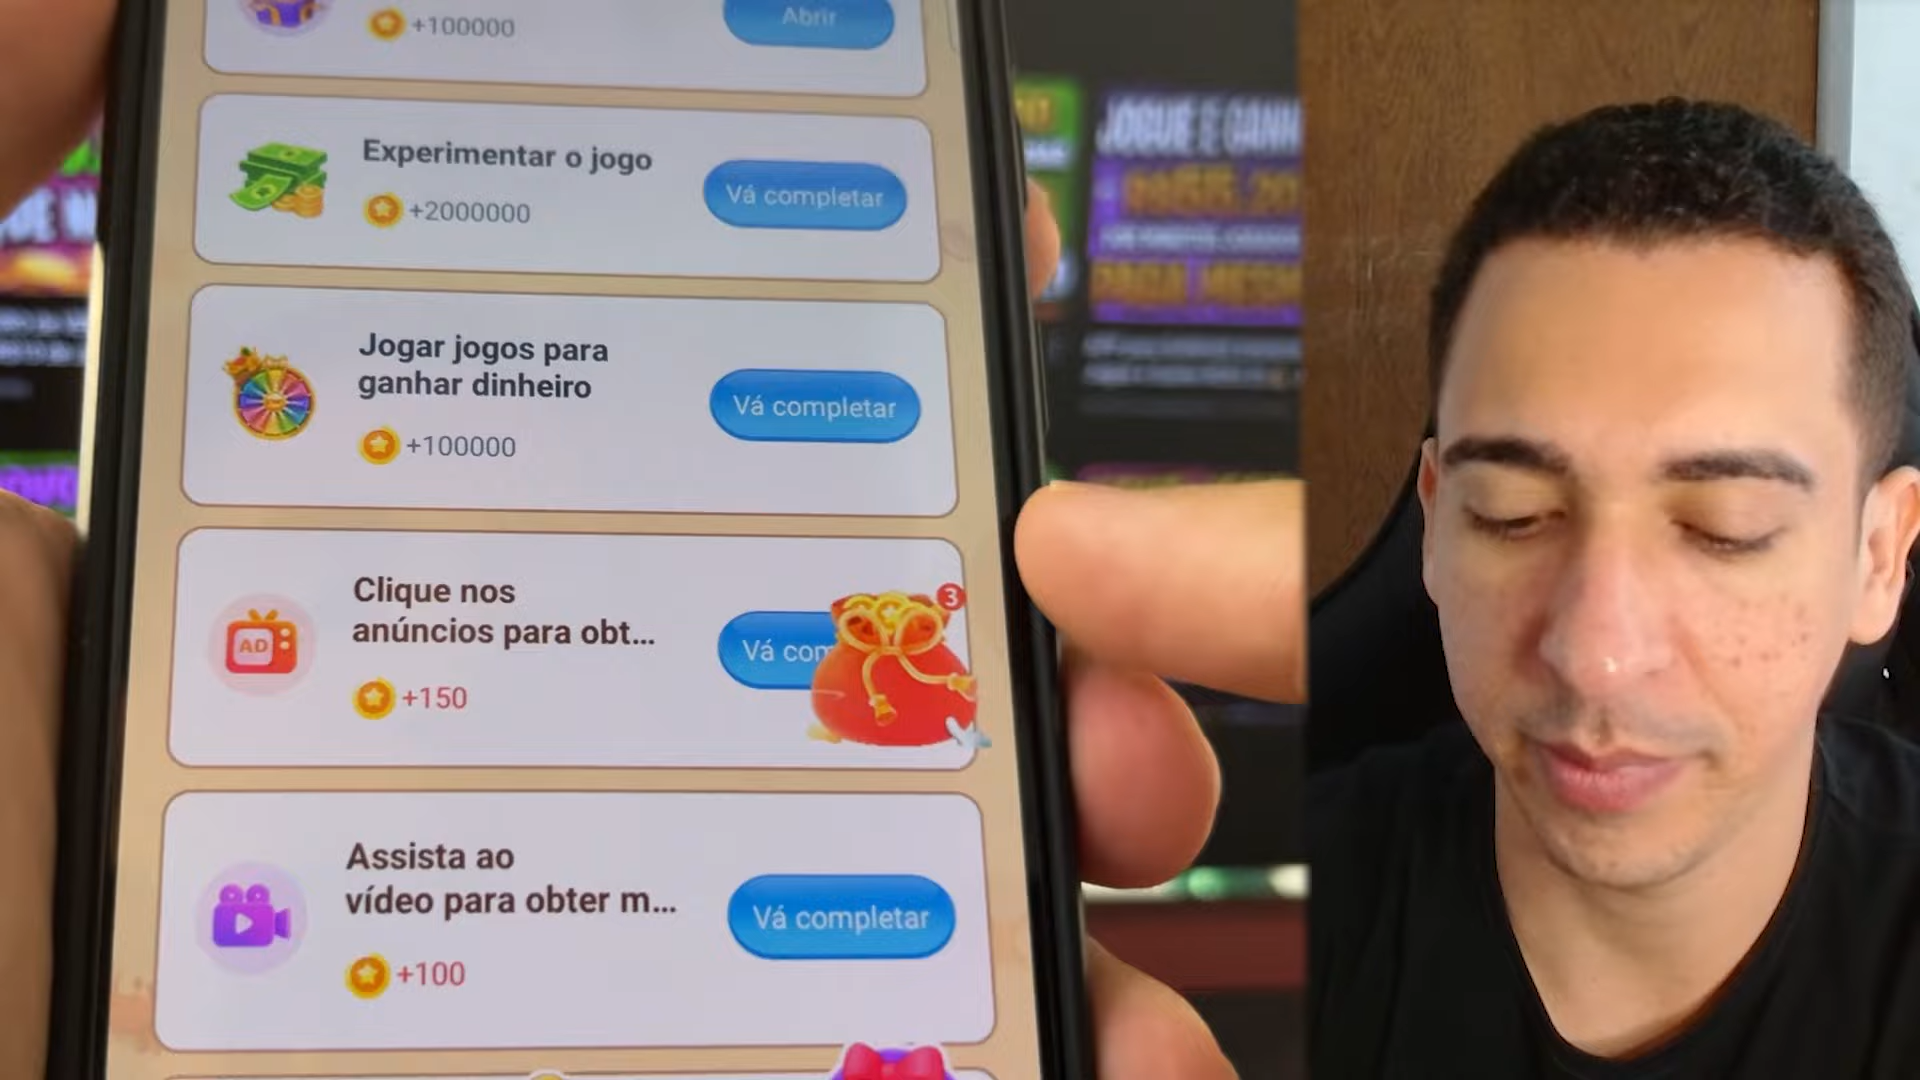 +100000
Abrir
Experimentar o jogo
+2000000
Vá completar
Jogar jogos para
ganhar dinheiro
+100000
Vá completar
Clique nos
anúncios para obt...
+150
Vá com
3
AD
Assista ao
vídeo para obter m...
+100
Vá completar
JOGUE E GANH